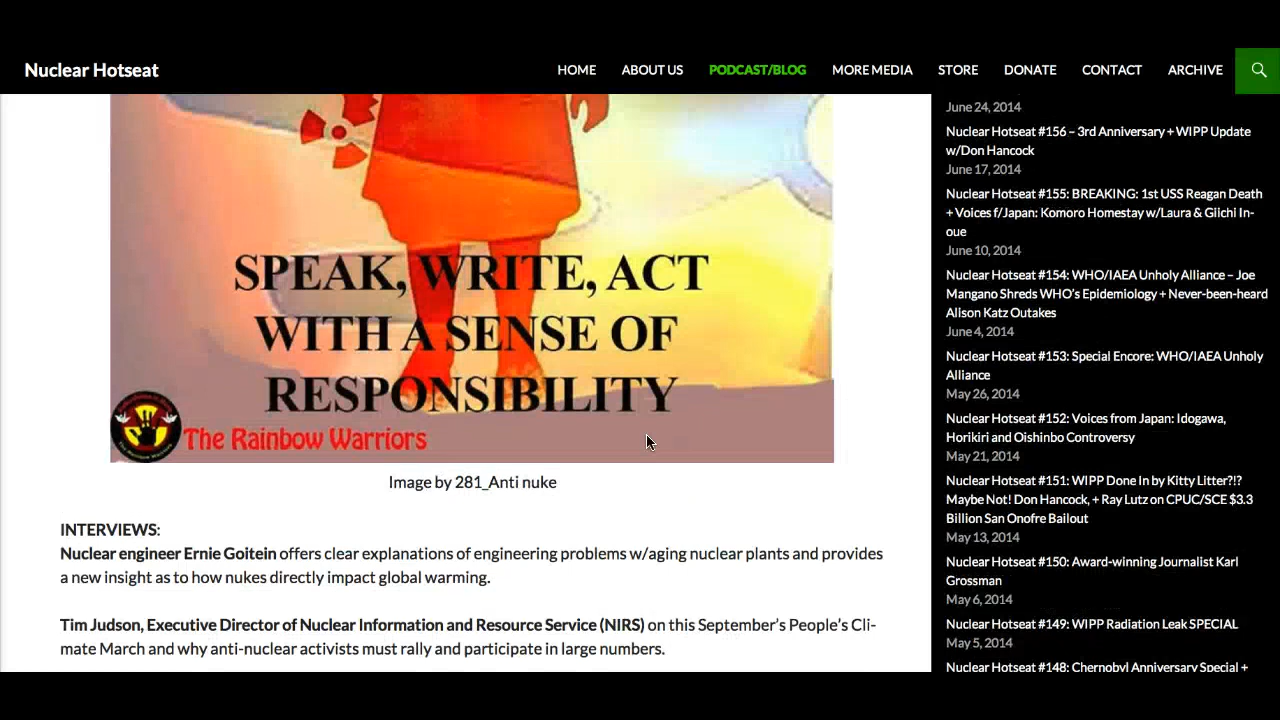 Nuclear Hotseat
HOME ABOUT US PODCAST/BLOG MORE MEDIA STORE DONATE CONTACT ARCHIVE
SPEAK, WRITE, ACT
WITH A SENSE OF
RESPONSIBILITY
The Rainbow Warriors
Image by 281_Anti nuke
INTERVIEWS:
Nuclear engineer Ernie Goitein offers clear explanations of engineering problems w/aging nuclear plants and provides
a new insight as to how nukes directly impact global warming.
Tim Judson, Executive Director of Nuclear Information and Resource Service (NIRS) on this September's People's Cli-
mate March and why anti-nuclear activists must rally and participate in large numbers.
June 24, 2014
Nuclear Hotseat #156 – 3rd Anniversary + WIPP Update
w/Don Hancock
June 17, 2014
Nuclear Hotseat #155: BREAKING: 1st USS Reagan Death
+ Voices f/Japan: Komoro Homestay w/Laura & Giichi In-
oue
June 10, 2014
Nuclear Hotseat #154: WHO/IAEA Unholy Alliance – Joe
Mangano Shreds WHO's Epidemiology + Never-been-heard
Alison Katz Outakes
June 4, 2014
Nuclear Hotseat #153: Special Encore: WHO/IAEA Unholy
Alliance
May 26, 2014
Nuclear Hotseat #152: Voices from Japan: Idogawa,
Horikiri and Oishinbo Controversy
May 21, 2014
Nuclear Hotseat #151: WIPP Done In by Kitty Litter?!?
Maybe Not! Don Hancock, + Ray Lutz on CPUC/SCE $3.3
Billion San Onofre Bailout
May 13, 2014
Nuclear Hotseat #150: Award-winning Journalist Karl
Grossman
May 6, 2014
Nuclear Hotseat #149: WIPP Radiation Leak SPECIAL
May 5, 2014
Nuclear Hotseat #148: Chernobyl Anniversary Special +